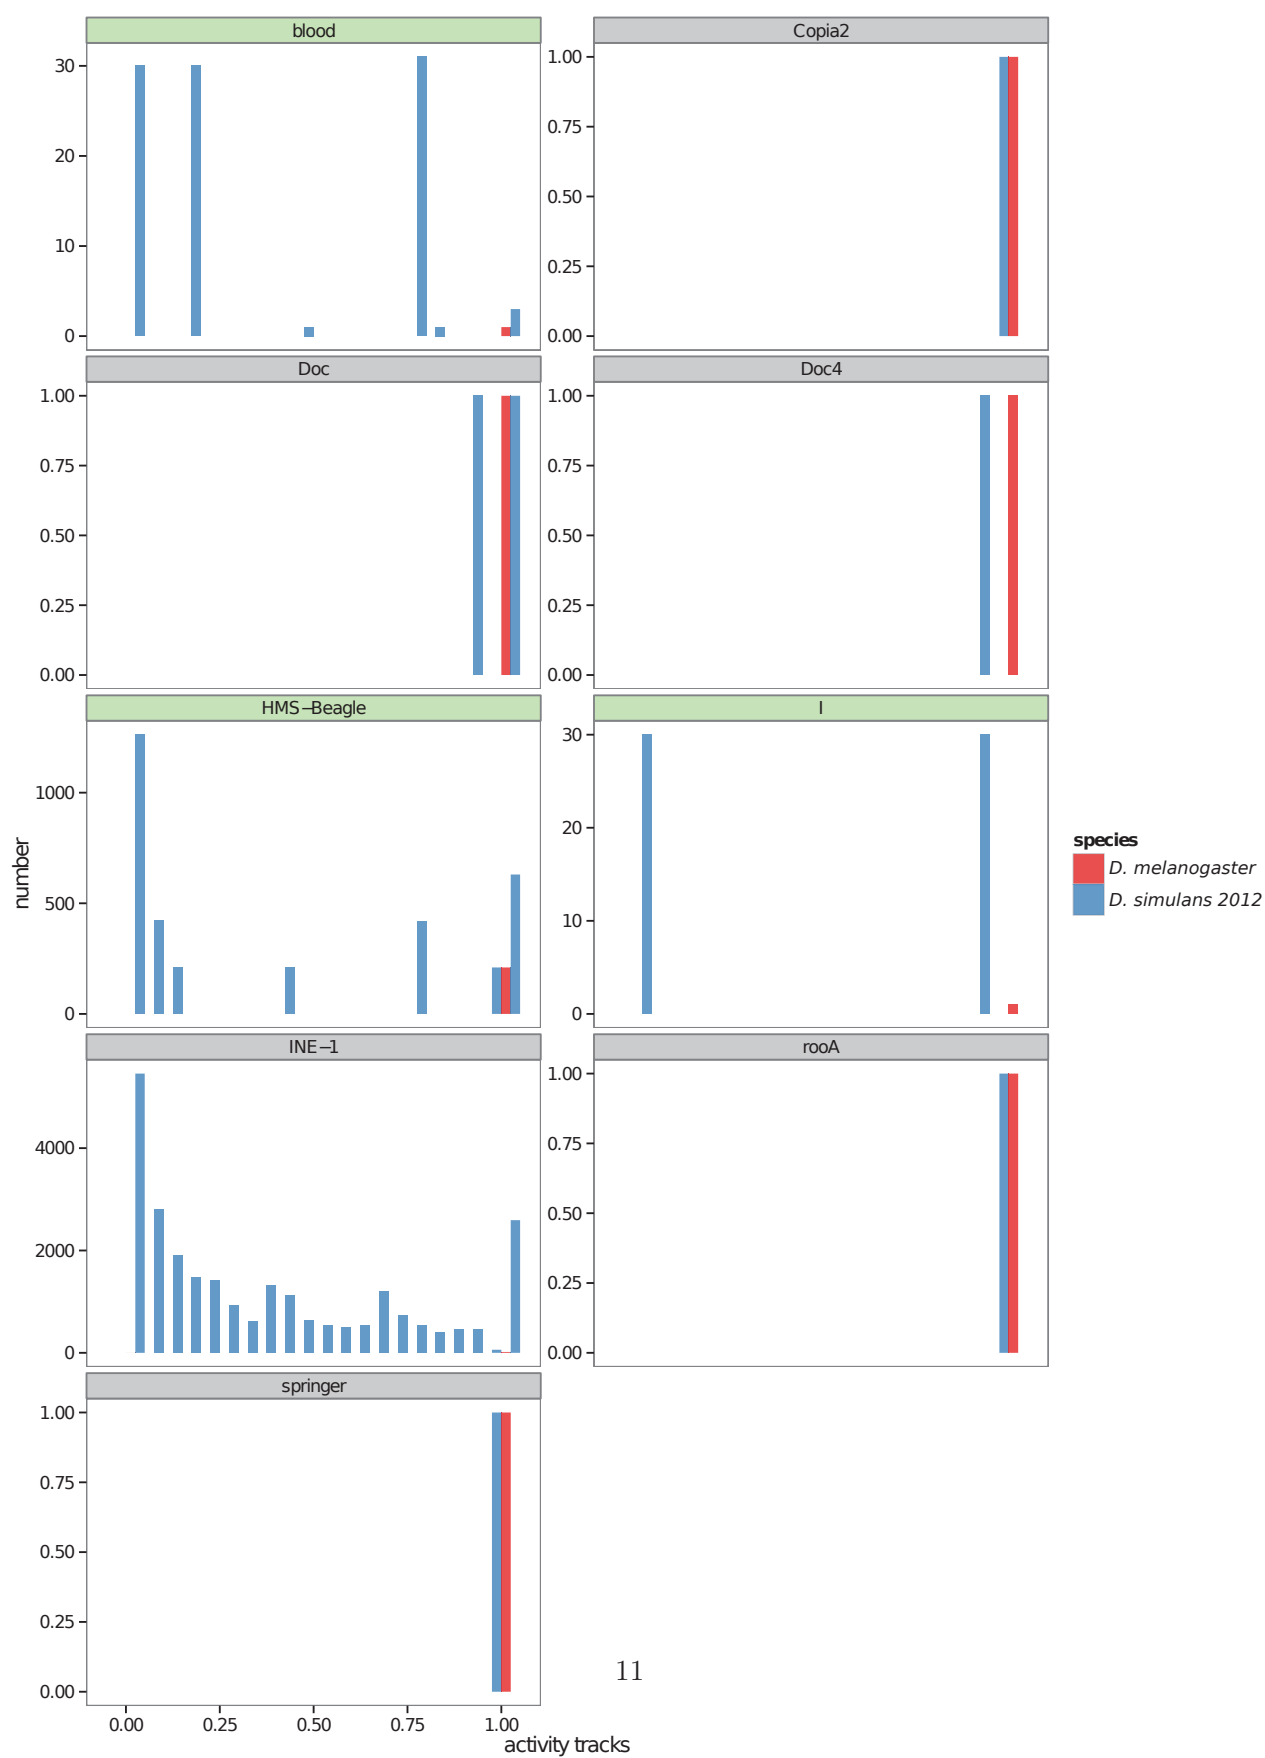 blood
Copia2
30
20
10
0
1.00
0.75
0.50
0.25
0.00
Doc
Doc4
1.00
0.75
0.50
0.25
0.00
1.00
0.75
0.50
0.25
0.00
HMS−Beagle
I
1000
500
0
30
20
10
0
number
species
D. melanogaster
D. simulans 2012
INE−1
rooA
4000
2000
0
1.00
0.75
0.50
0.25
0.00
springer
1.00
0.75
0.50
0.25
0.00
11
0.00 0.25 0.50 0.75 1.00
activity tracks